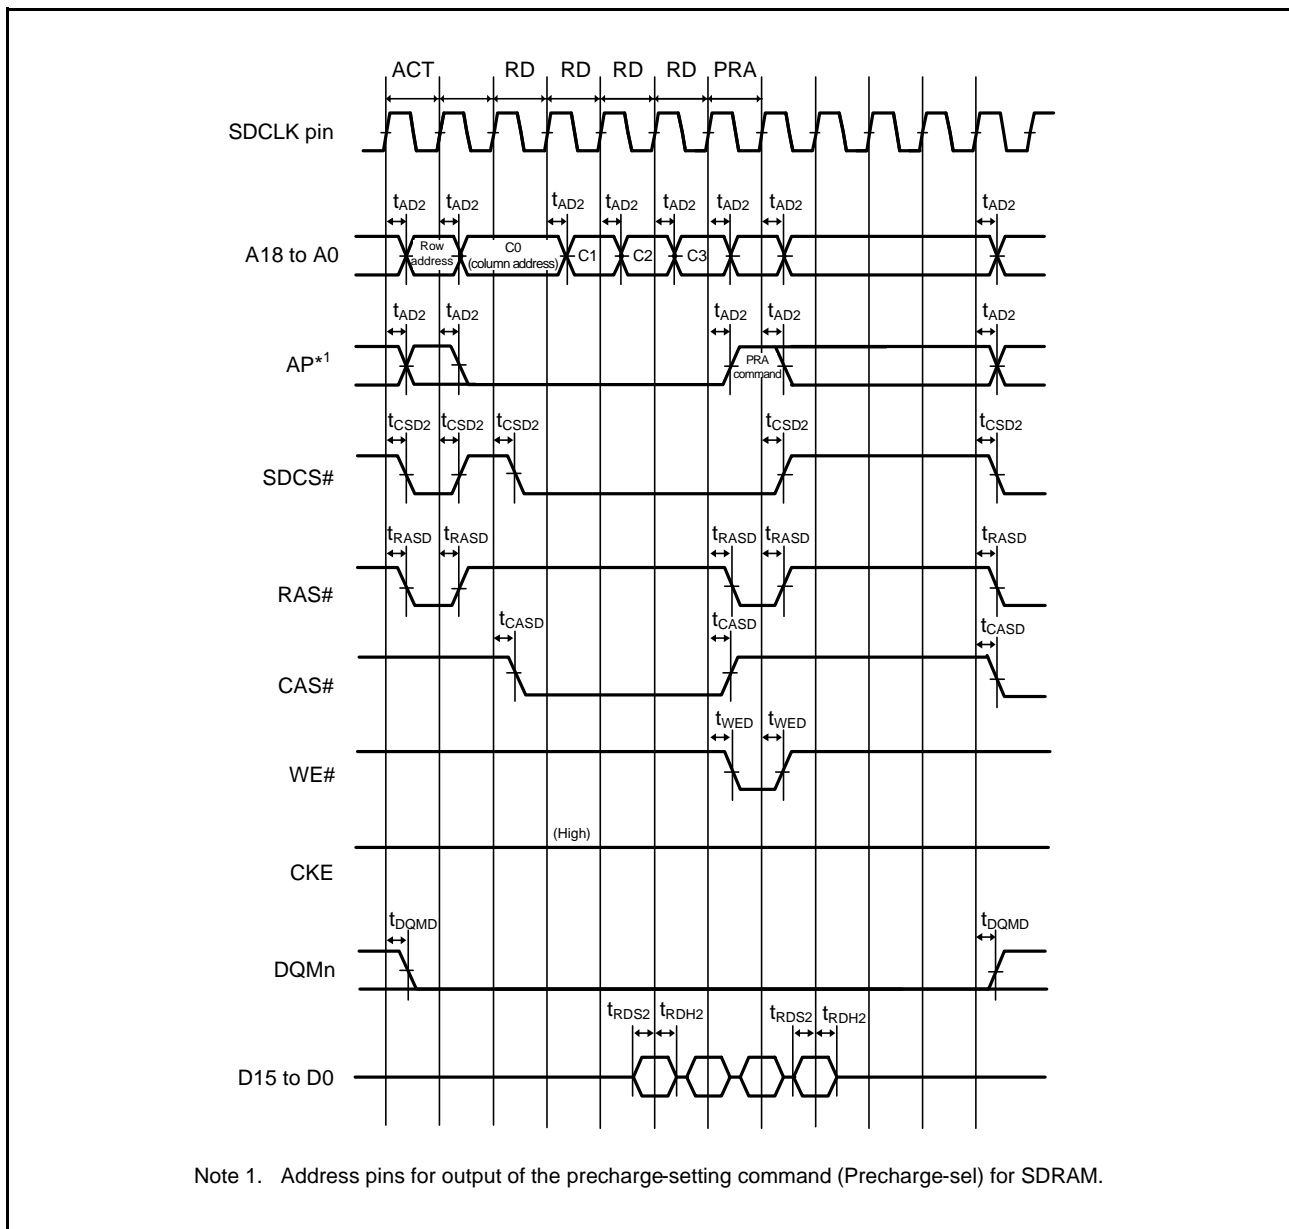 ACT RD RD RD RD PRA
SDCLK pin
tAD2 tAD2 tAD2 tAD2 tAD2 tAD2 tAD2 tAD2
A18 to A0
Row
address
C0
(column address)
C1
C2
C3
tAD2 tAD2 tAD2 tAD2 tAD2
AP*1
PRA
command
tCSD2 tCSD2 tCSD2 tCSD2 tCSD2
SDCS#
tRASD tRASD tRASD tRASD tRASD
RAS#
tCASD tCASD tCASD
CAS#
tWED tWED
WE#
(High)
CKE
tDQMD tDQMD
DQMn
tRDS2 tRDH2 tRDS2 tRDH2
D15 to D0
Note 1. Address pins for output of the precharge-setting command (Precharge-sel) for SDRAM.